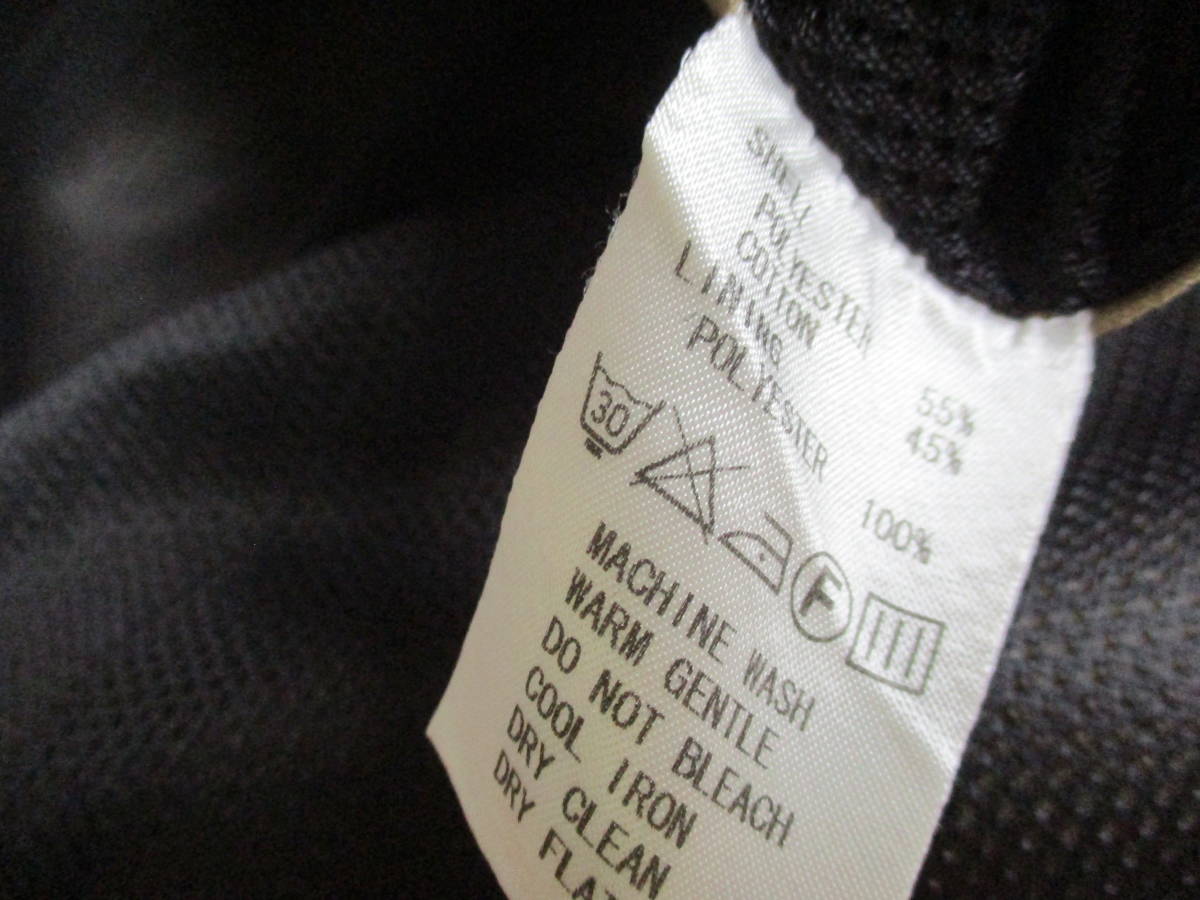 SHELL
POLYESTER 55%
COTTON 45%
LINING
POLYESTER 100%
30
F
MACHINE WASH
WARM GENTLE
DO NOT BLEACH
COOL IRON
DRY CLEAN
DRY FLAT